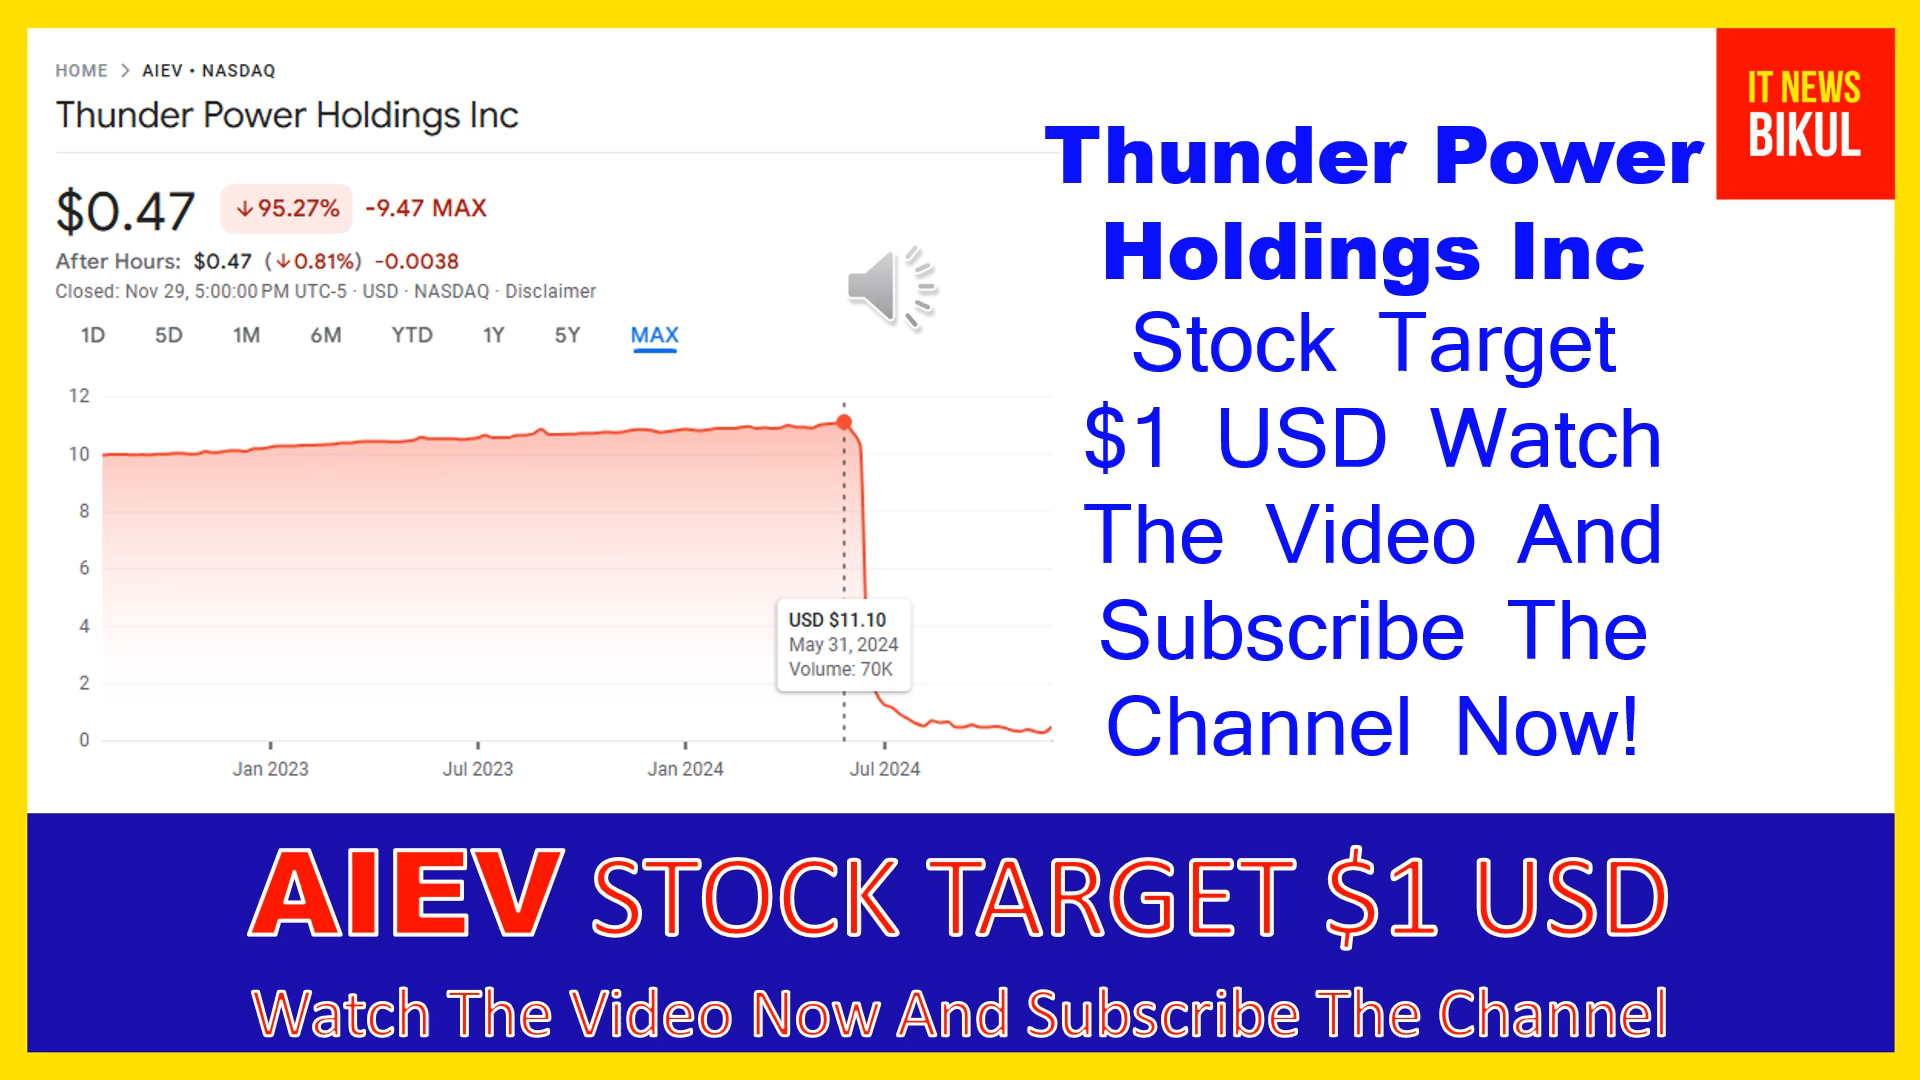 HOME > AIEV • NASDAQ
Thunder Power Holdings Inc
$0.47 ↓95.27% -9.47 MAX
After Hours: $0.47 (↓0.81%) -0.0038
Closed: Nov 29, 5:00:00 PM UTC-5 · USD · NASDAQ · Disclaimer
1D 5D 1M 6M YTD 1Y 5Y MAX
12
10
8
6
4
2
0
USD $11.10
May 31, 2024
Volume: 70K
Jan 2023 Jul 2023 Jan 2024 Jul 2024
IT NEWS
BIKUL
Thunder Power
Holdings Inc
Stock Target
$1 USD Watch
The Video And
Subscribe The
Channel Now!
AIEV STOCK TARGET $1 USD
Watch The Video Now And Subscribe The Channel